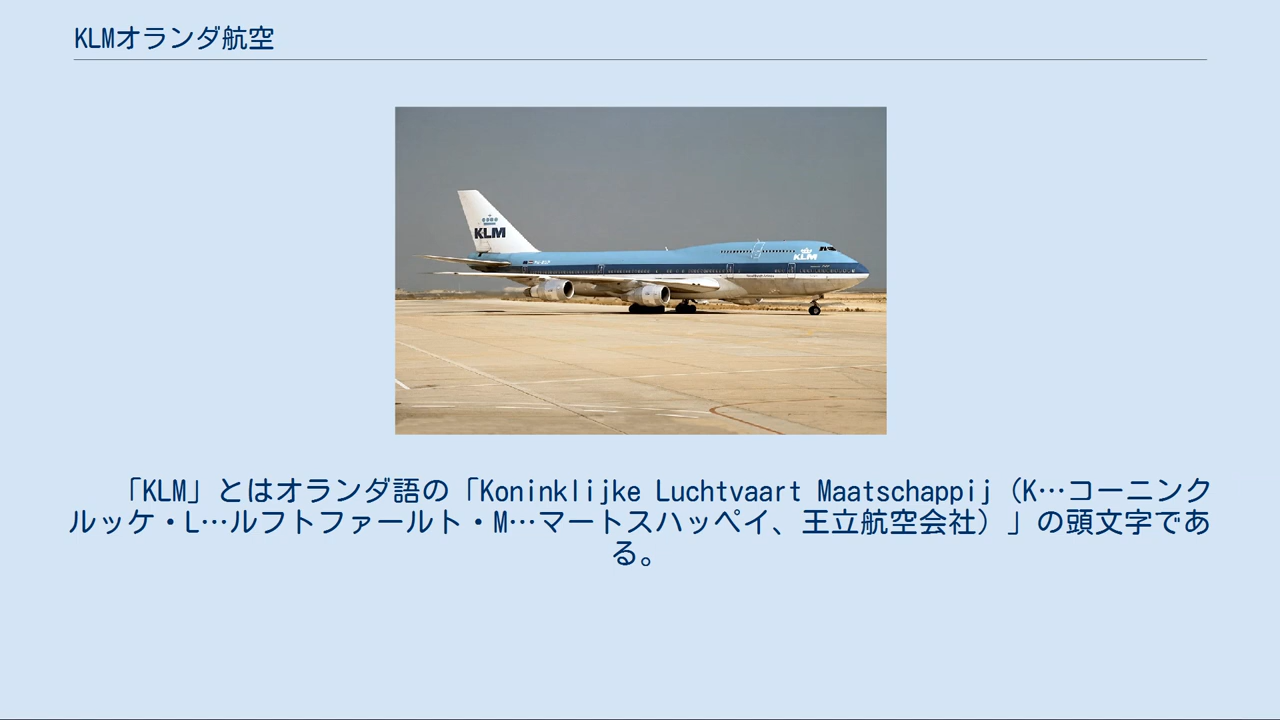 KLMオランダ航空
KLM
KLM
「KLM」とはオランダ語の「Koninklijke Luchtvaart Maatschappij（K…コーニンク
ルッケ・L…ルフトファールト・M…マートスハッペイ、王立航空会社）」の頭文字であ
る。